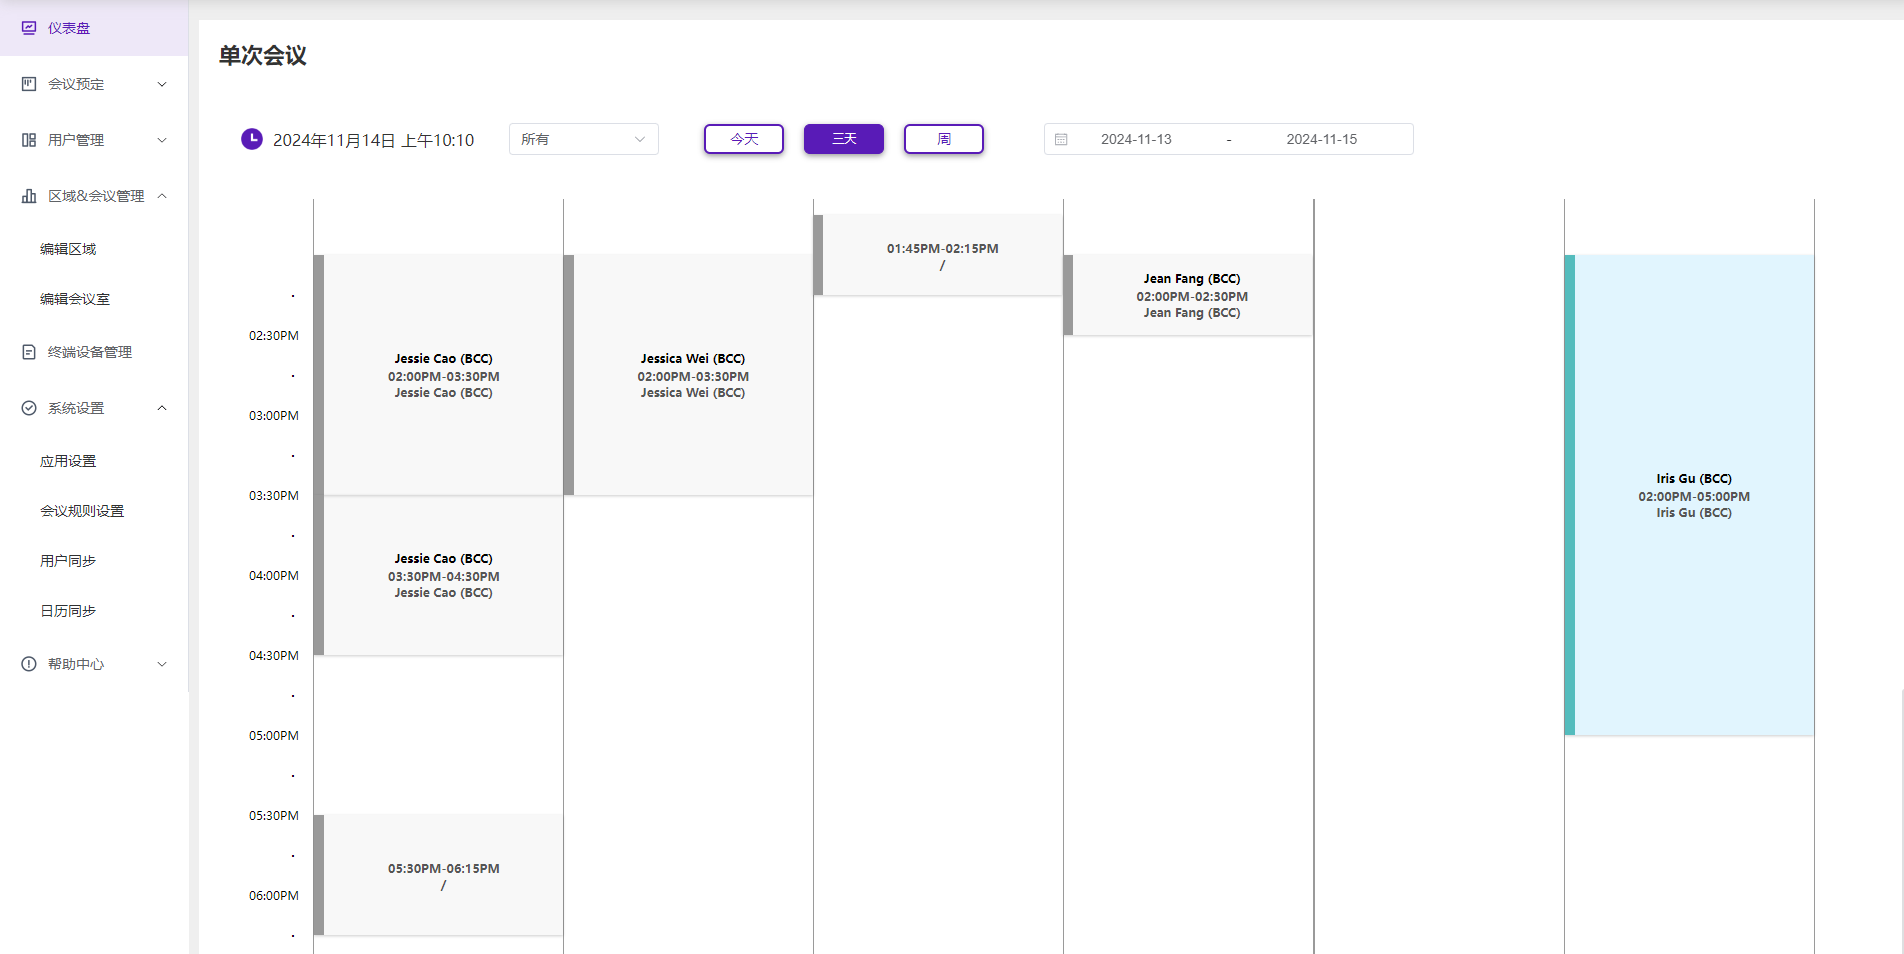 仪表盘
会议预定
用户管理
区域&会议管理
编辑区域
编辑会议室
终端设备管理
系统设置
应用设置
会议规则设置
用户同步
日历同步
帮助中心
单次会议
2024年11月14日 上午10:10
所有
今天
三天
周
2024-11-13 - 2024-11-15
02:30PM
03:00PM
03:30PM
04:00PM
04:30PM
05:00PM
05:30PM
06:00PM
Jessie Cao (BCC)
02:00PM-03:30PM
Jessie Cao (BCC)
Jessie Cao (BCC)
03:30PM-04:30PM
Jessie Cao (BCC)
05:30PM-06:15PM
/
Jessica Wei (BCC)
02:00PM-03:30PM
Jessica Wei (BCC)
01:45PM-02:15PM
/
Jean Fang (BCC)
02:00PM-02:30PM
Jean Fang (BCC)
Iris Gu (BCC)
02:00PM-05:00PM
Iris Gu (BCC)